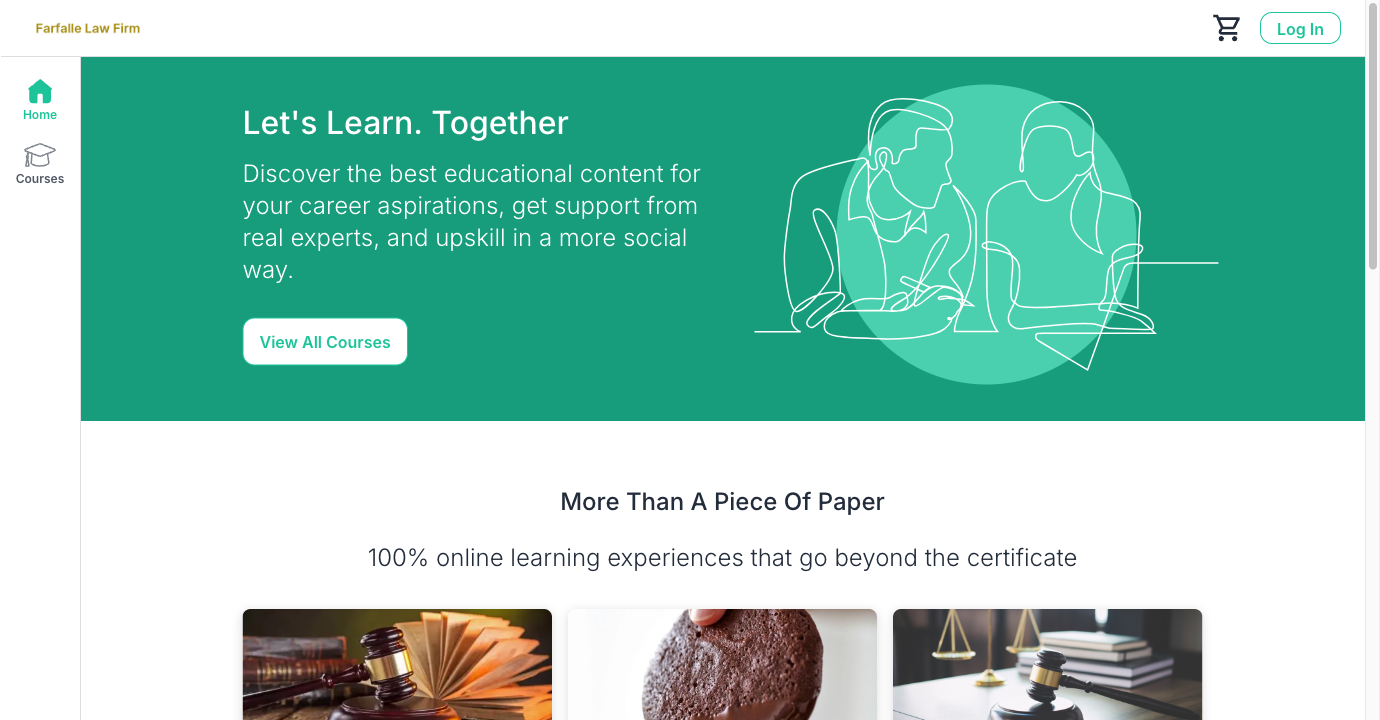 Farfalle Law Firm
Log In
Home
Courses
Let's Learn. Together
Discover the best educational content for
your career aspirations, get support from
real experts, and upskill in a more social
way.
View All Courses
More Than A Piece Of Paper
100% online learning experiences that go beyond the certificate